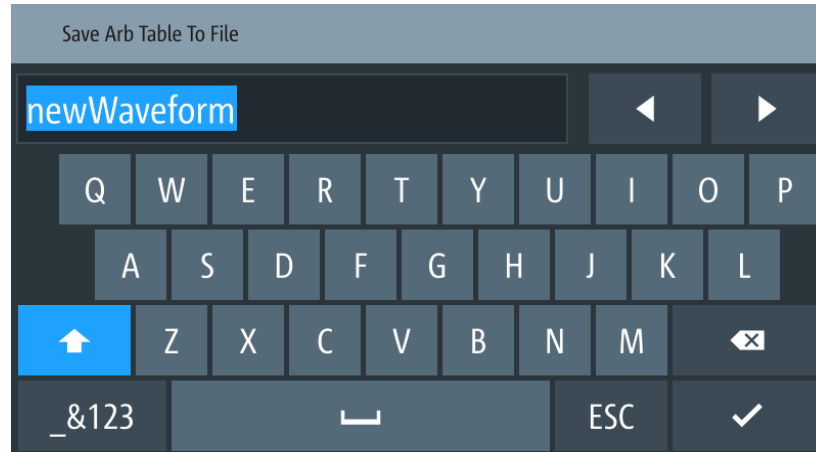 Save Arb Table To File
newWaveform
Q W E R T Y U I O P
A S D F G H J K L
Z X C V B N M
_&123 ESC